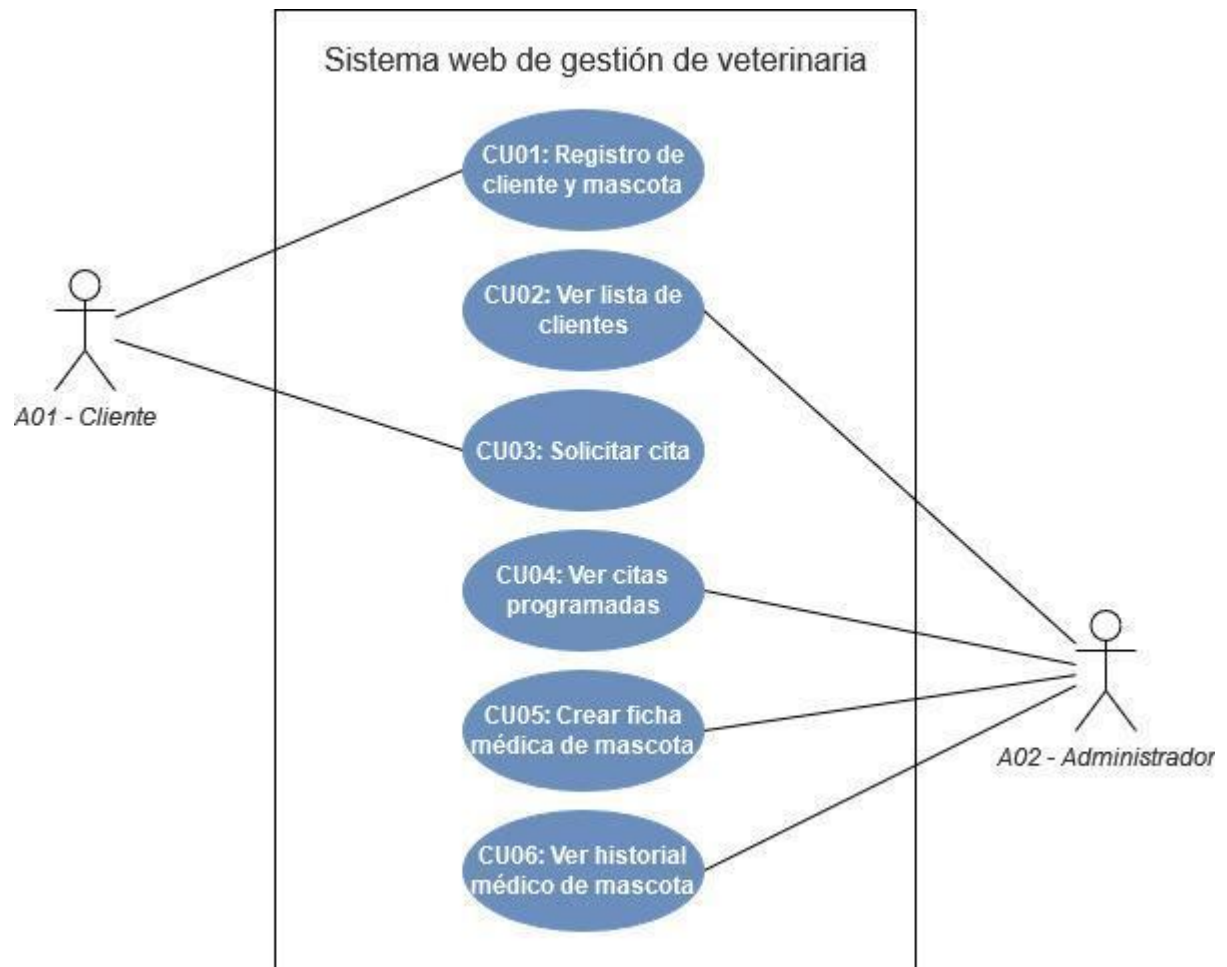 Sistema web de gestión de veterinaria
CU01: Registro de
cliente y mascota
CU02: Ver lista de
clientes
A01 - Cliente
CU03: Solicitar cita
CU04: Ver citas
programadas
CU05: Crear ficha
médica de mascota
A02 - Administrador
CU06: Ver historial
médico de mascota